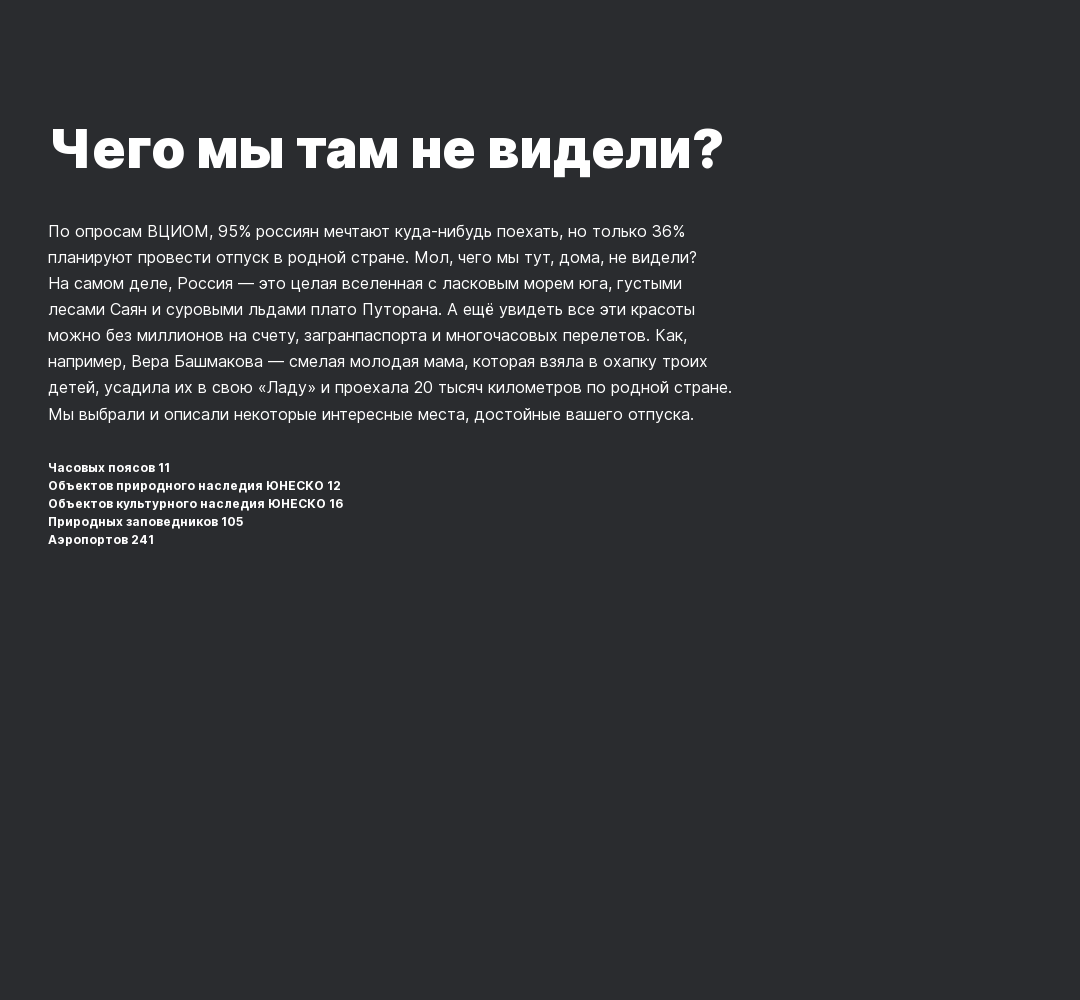 Чего мы там не видели?
По опросам ВЦИОМ, 95% россиян мечтают куда-нибудь поехать, но только 36%
планируют провести отпуск в родной стране. Мол, чего мы тут, дома, не видели?
На самом деле, Россия — это целая вселенная с ласковым морем юга, густыми
лесами Саян и суровыми льдами плато Путорана. А ещё увидеть все эти красоты
можно без миллионов на счету, загранпаспорта и многочасовых перелетов. Как,
например, Вера Башмакова — смелая молодая мама, которая взяла в охапку троих
детей, усадила их в свою «Ладу» и проехала 20 тысяч километров по родной стране.
Мы выбрали и описали некоторые интересные места, достойные вашего отпуска.
Часовых поясов 11
Объектов природного наследия ЮНЕСКО 12
Объектов культурного наследия ЮНЕСКО 16
Природных заповедников 105
Аэропортов 241